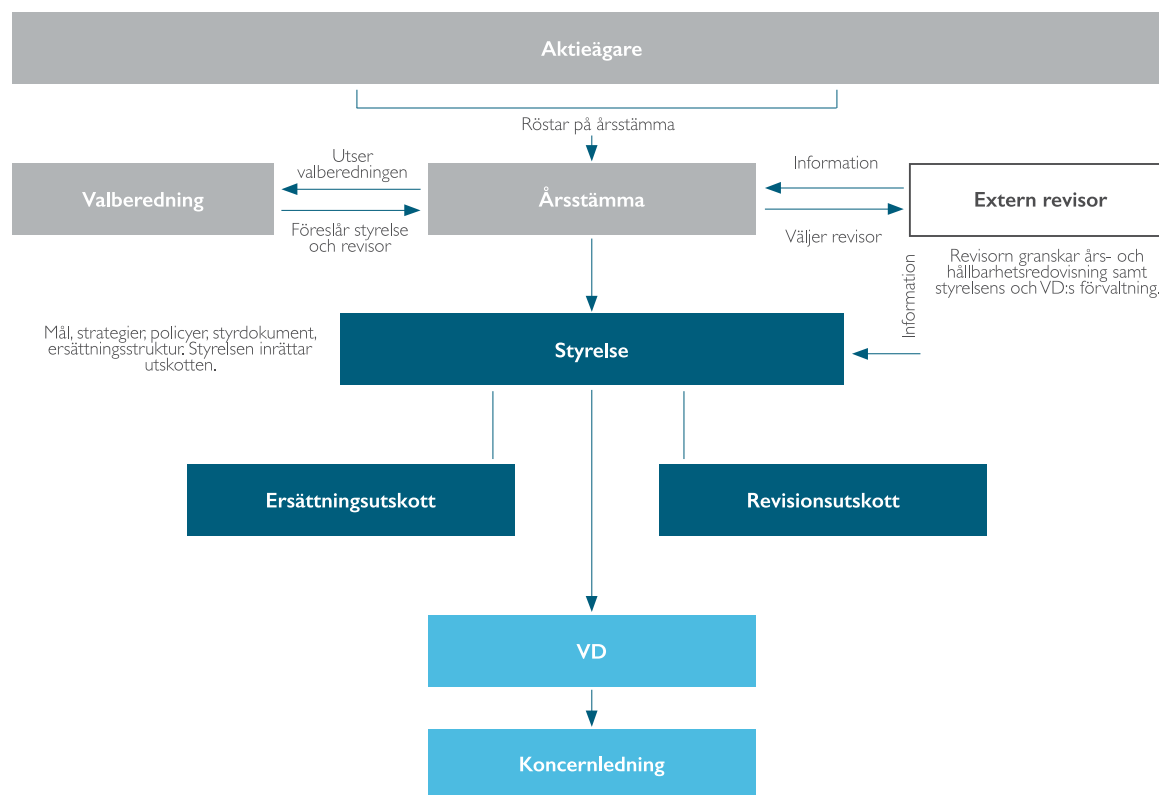 Aktieägare
Röstar på årsstämma
Utser
valberedningen
Information
Valberedning
Årsstämma
Extern revisor
Föreslår styrelse
och revisor
Väljer revisor
Information
Revisorn granskar års- och
hållbarhetsredovisning samt
styrelsens och VD:s förvaltning.
Mål, strategier, policyer, styrdokument,
ersättningsstruktur. Styrelsen inrättar
utskotten.
Styrelse
Ersättningsutskott
Revisionsutskott
VD
Koncernledning